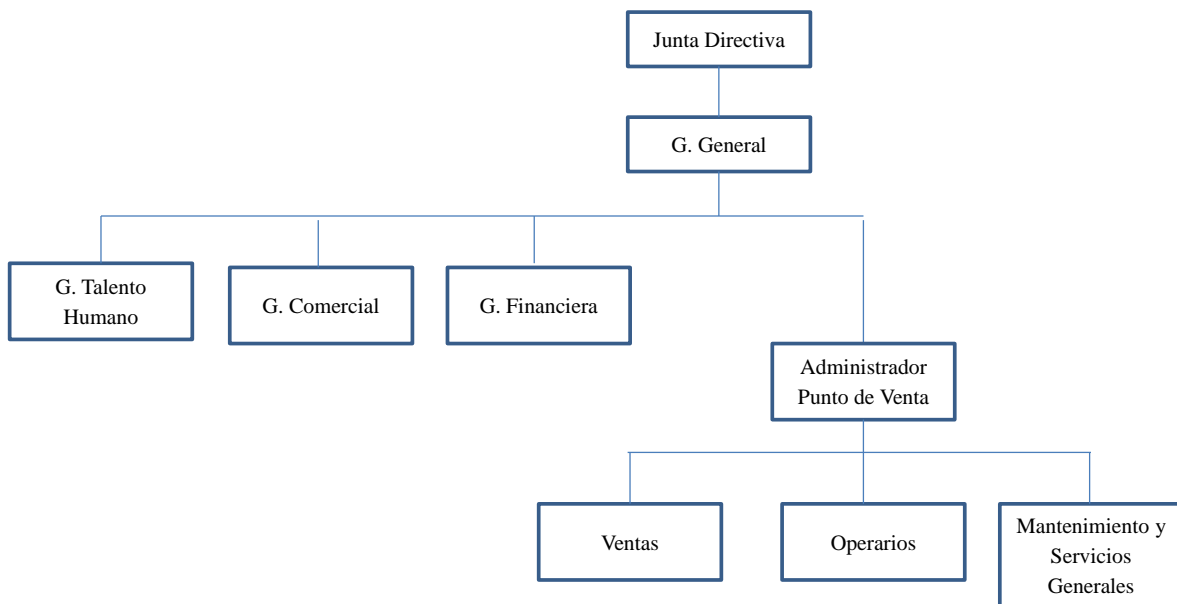 Junta Directiva
G. General
G. Talento
Humano
G. Comercial
G. Financiera
Administrador
Punto de Venta
Ventas
Operarios
Mantenimiento y
Servicios
Generales